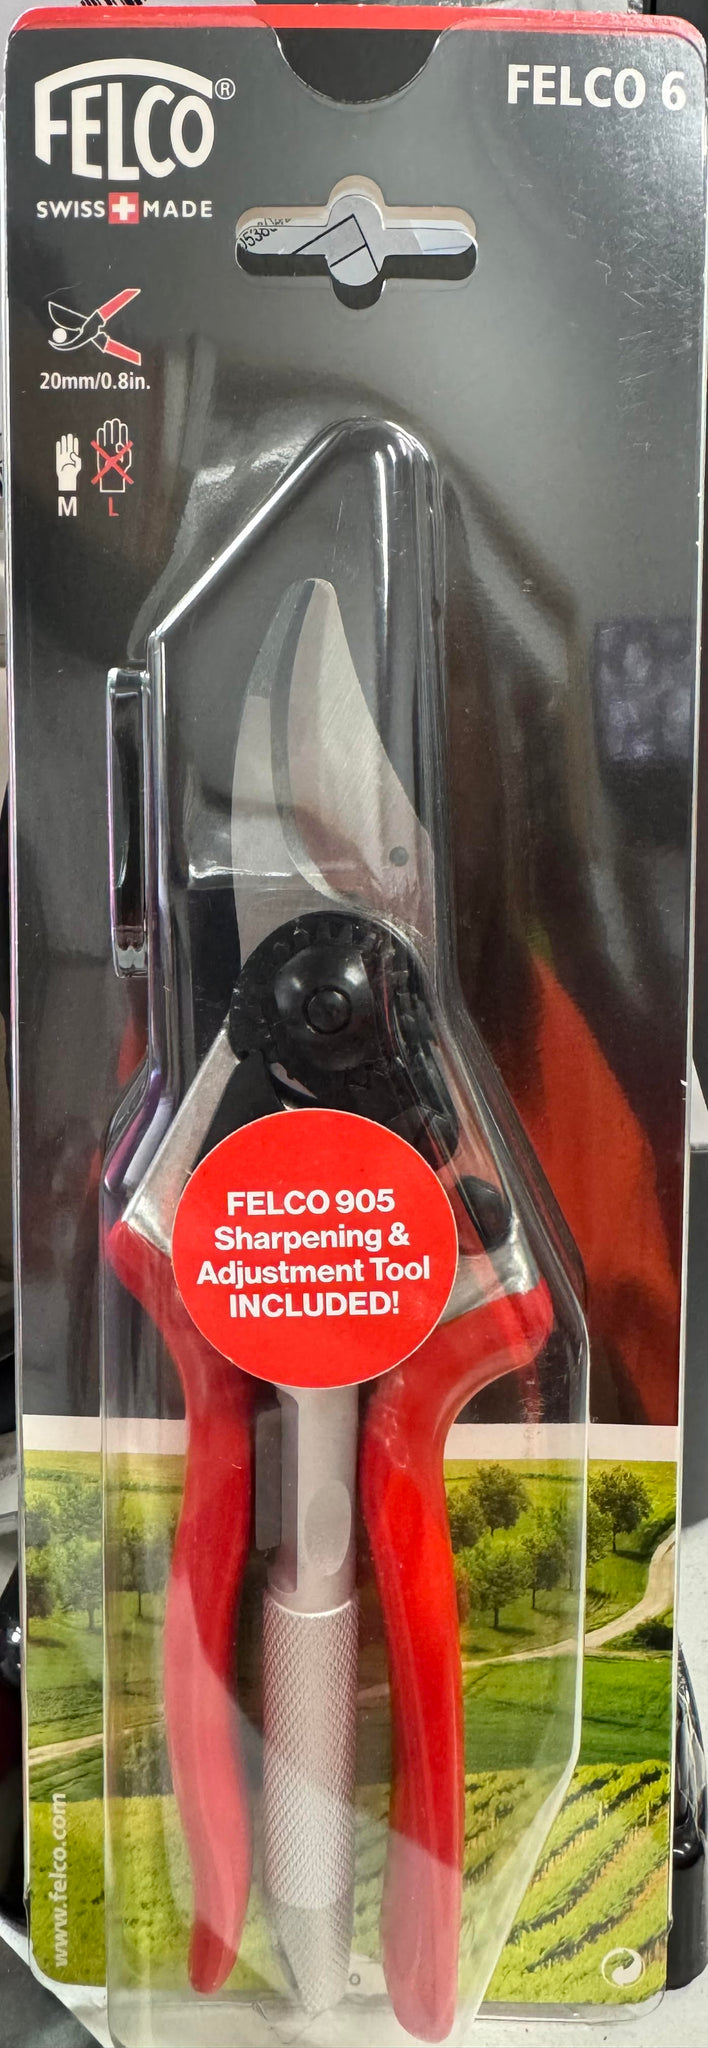 FELCO®
FELCO 6
SWISS MADE
20mm/0.8in.
M L
FELCO 905
Sharpening &
Adjustment Tool
INCLUDED!
www.felco.com